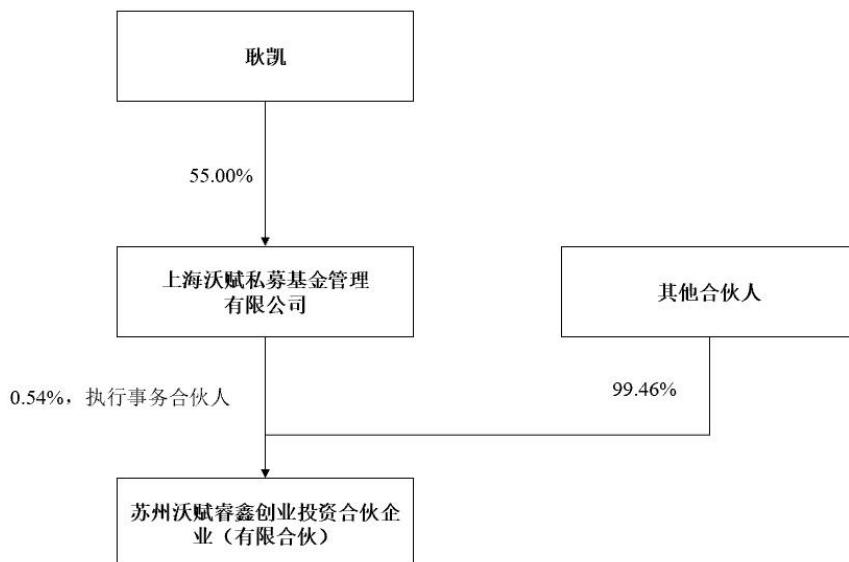 耿凯
55.00%
上海沃赋私募基金管理
有限公司
其他合伙人
0.54%，执行事务合伙人
99.46%
苏州沃赋睿鑫创业投资合伙企
业（有限合伙）